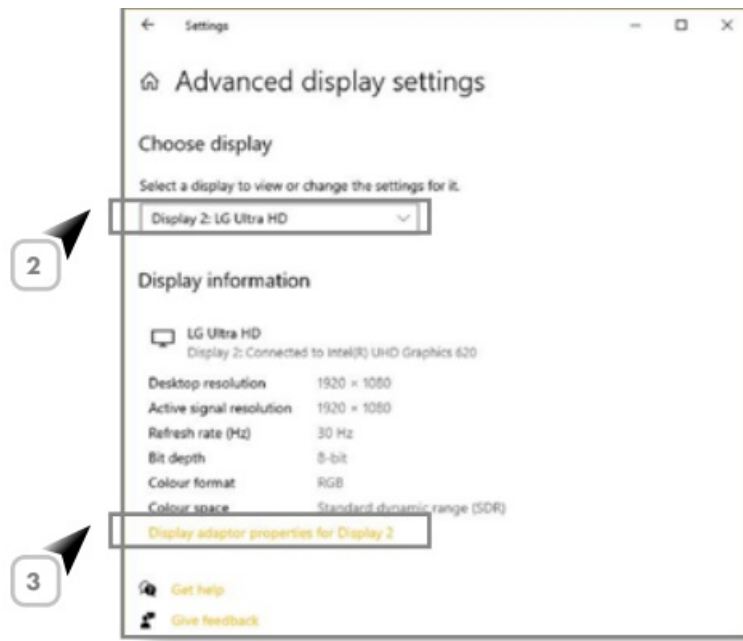 Settings
Advanced display settings
Choose display
Select a display to view or change the settings for it.
Display 2: LG Ultra HD
2
Display information
LG Ultra HD
Display 2: Connected to Intel(R) UHD Graphics 620
Desktop resolution 1920 × 1080
Active signal resolution 1920 × 1080
Refresh rate (Hz) 30 Hz
Bit depth 8-bit
Colour format RGB
Colour space Standard dynamic range (SDR)
Display adaptor properties for Display 2
3
Get help
Give feedback